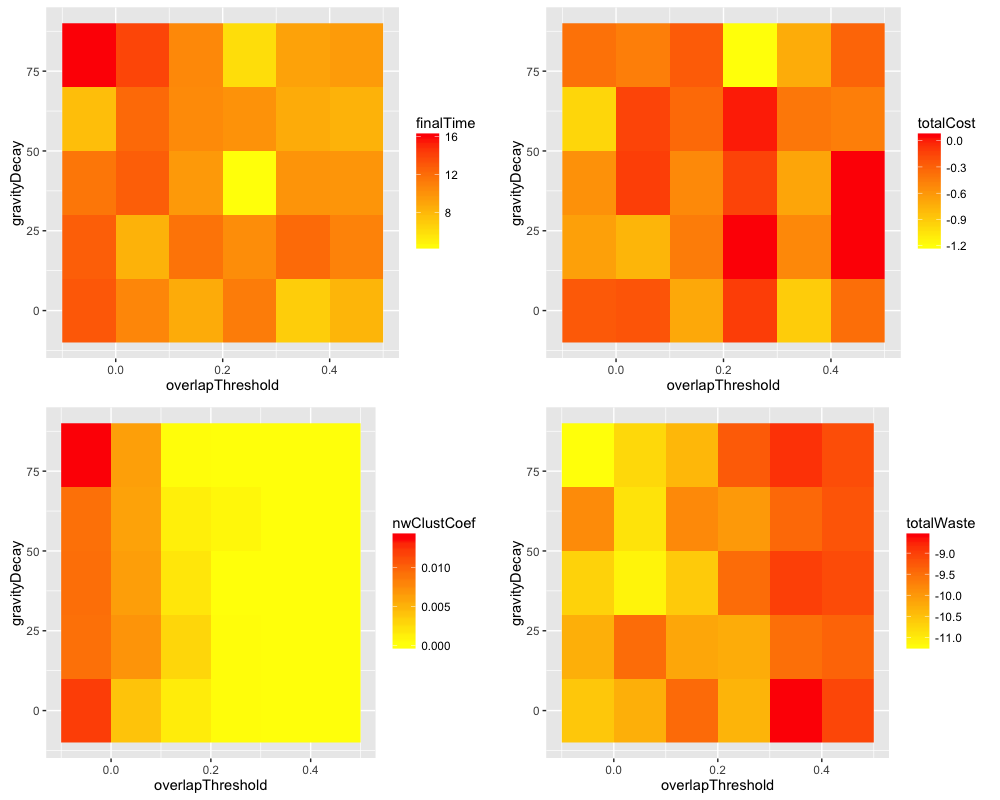 gravityDecay
75
50
25
0
0.0 0.2 0.4
overlapThreshold
finalTime
16
12
8
gravityDecay
75
50
25
0
0.0 0.2 0.4
overlapThreshold
totalCost
0.0
-0.3
-0.6
-0.9
-1.2
gravityDecay
75
50
25
0
0.0 0.2 0.4
overlapThreshold
nwClustCoef
0.010
0.005
0.000
gravityDecay
75
50
25
0
0.0 0.2 0.4
overlapThreshold
totalWaste
-9.0
-9.5
-10.0
-10.5
-11.0